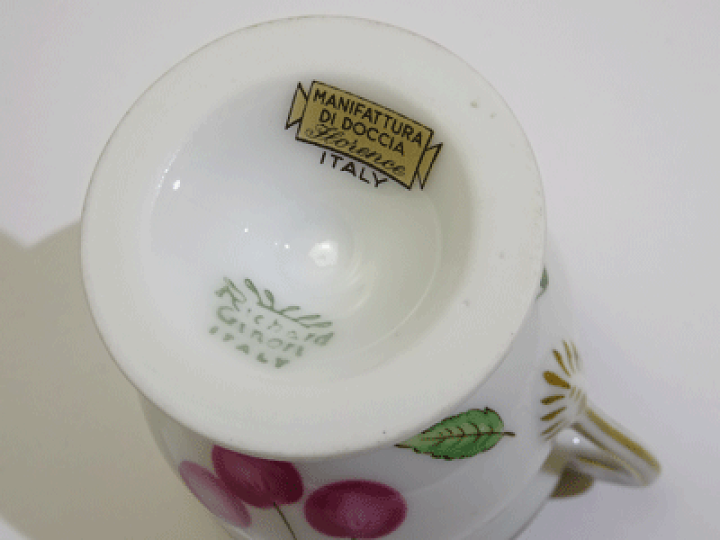 MANIFATTURA
DI DOCCIA
Florence
ITALY
Richard
Ginori
ITALY